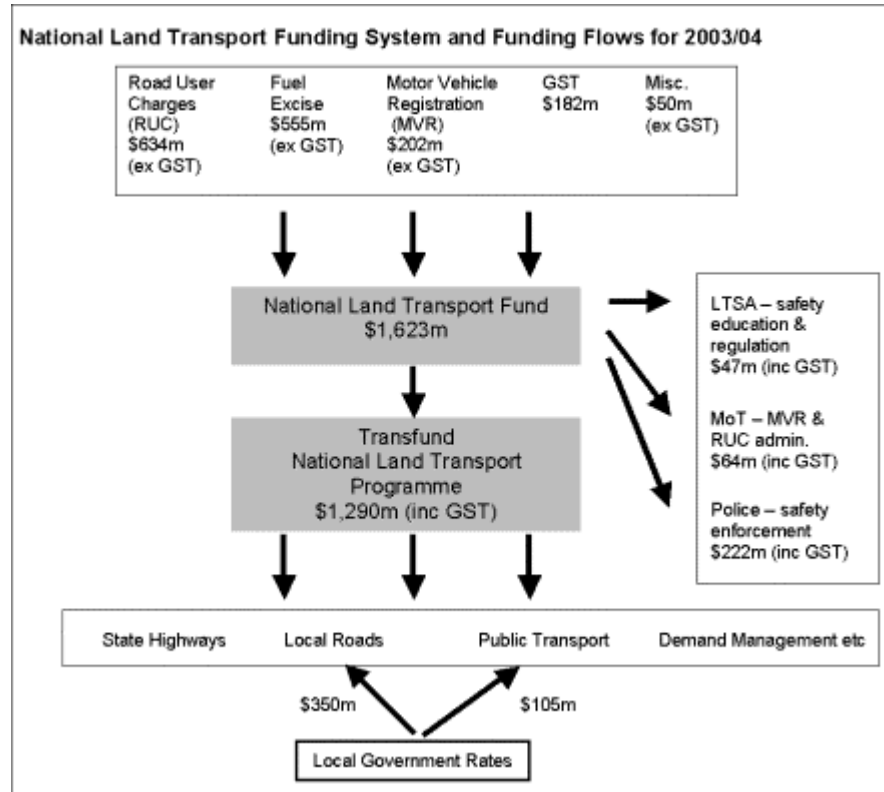 National Land Transport Funding System and Funding Flows for 2003/04
Road User
Charges
(RUC)
$634m
(ex GST)
Fuel
Excise
$555m
(ex GST)
Motor Vehicle
Registration
(MVR)
$202m
(ex GST)
GST
$182m
Misc.
$50m
(ex GST)
National Land Transport Fund
$1,623m
LTSA – safety
education &
regulation
$47m (inc GST)
MoT – MVR &
RUC admin.
$64m (inc GST)
Police – safety
enforcement
$222m (inc GST)
Transfund
National Land Transport
Programme
$1,290m (inc GST)
State Highways
Local Roads
Public Transport
Demand Management etc
$350m
$105m
Local Government Rates